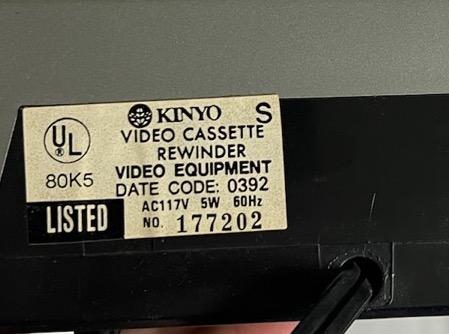 KINYO S
VIDEO CASSETTE
REWINDER
VIDEO EQUIPMENT
DATE CODE: 0392
AC117V 5W 60Hz
NO. 177202
UL
®
80K5
LISTED